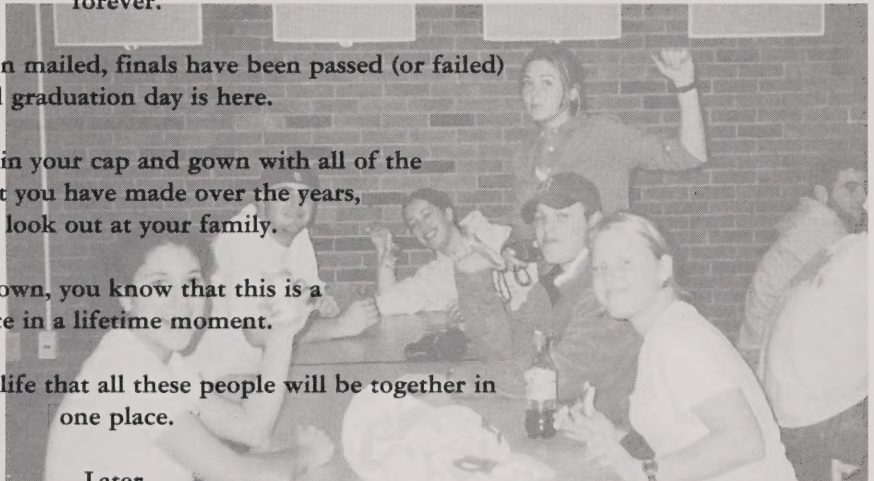 forever.
n mailed, finals have been passed (or failed)
graduation day is here.
in your cap and gown with all of the
t you have made over the years,
look out at your family.
own, you know that this is a
e in a lifetime moment.
life that all these people will be together in
one place.
Later